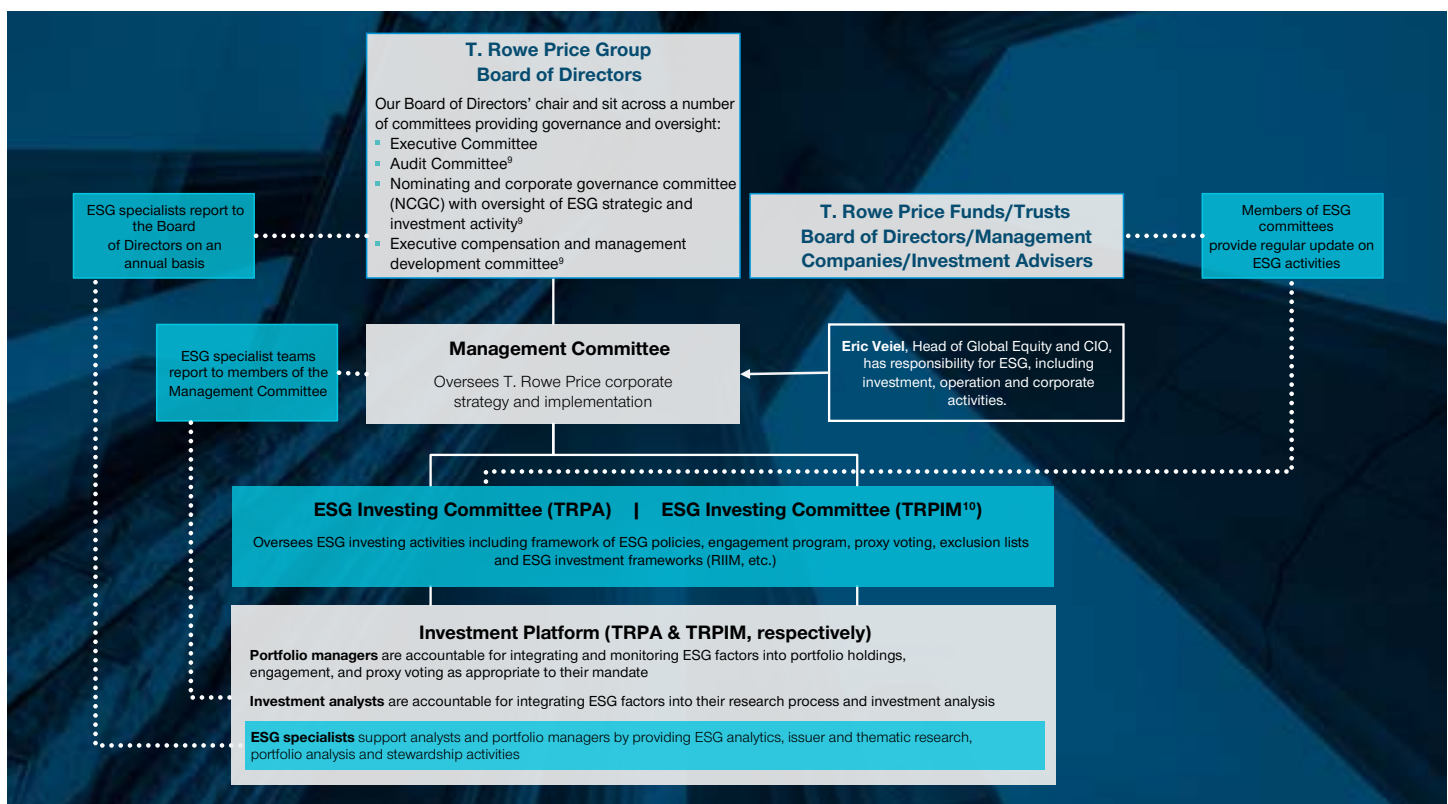 T. Rowe Price Group
Board of Directors
Our Board of Directors’ chair and sit across a number
of committees providing governance and oversight:
▪ Executive Committee
▪ Audit Committee⁹
▪ Nominating and corporate governance committee
(NCGC) with oversight of ESG strategic and
investment activity⁹
▪ Executive compensation and management
development committee⁹
ESG specialists report to
the Board
of Directors on an
annual basis
T. Rowe Price Funds/Trusts
Board of Directors/Management
Companies/Investment Advisers
Members of ESG
committees
provide regular update on
ESG activities
ESG specialist teams
report to members of the
Management Committee
Management Committee
Oversees T. Rowe Price corporate
strategy and implementation
Eric Veiel, Head of Global Equity and CIO,
has responsibility for ESG, including
investment, operation and corporate
activities.
ESG Investing Committee (TRPA) | ESG Investing Committee (TRPIM¹⁰)
Oversees ESG investing activities including framework of ESG policies, engagement program, proxy voting, exclusion lists
and ESG investment frameworks (RIIM, etc.)
Investment Platform (TRPA & TRPIM, respectively)
Portfolio managers are accountable for integrating and monitoring ESG factors into portfolio holdings,
engagement, and proxy voting as appropriate to their mandate
Investment analysts are accountable for integrating ESG factors into their research process and investment analysis
ESG specialists support analysts and portfolio managers by providing ESG analytics, issuer and thematic research,
portfolio analysis and stewardship activities